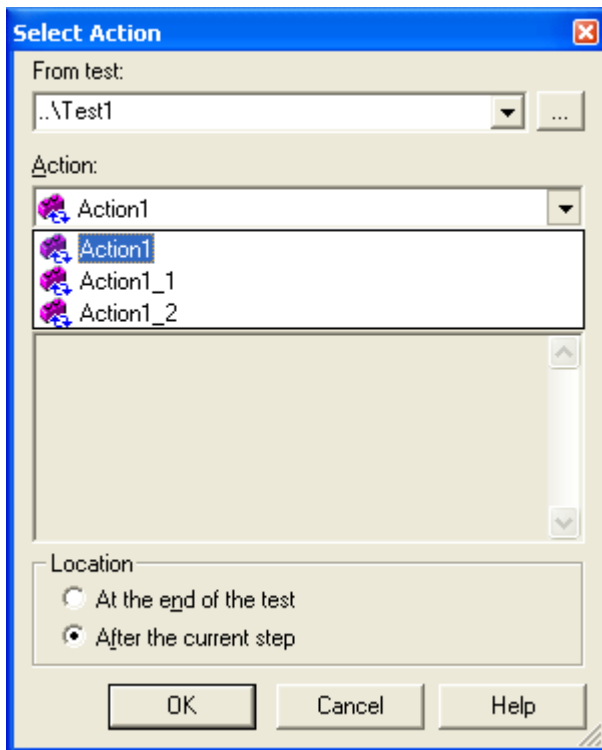 Select Action
From test:
..\Test1
...
Action:
Action1
Action1
Action1_1
Action1_2
Location
At the end of the test
After the current step
OK Cancel Help